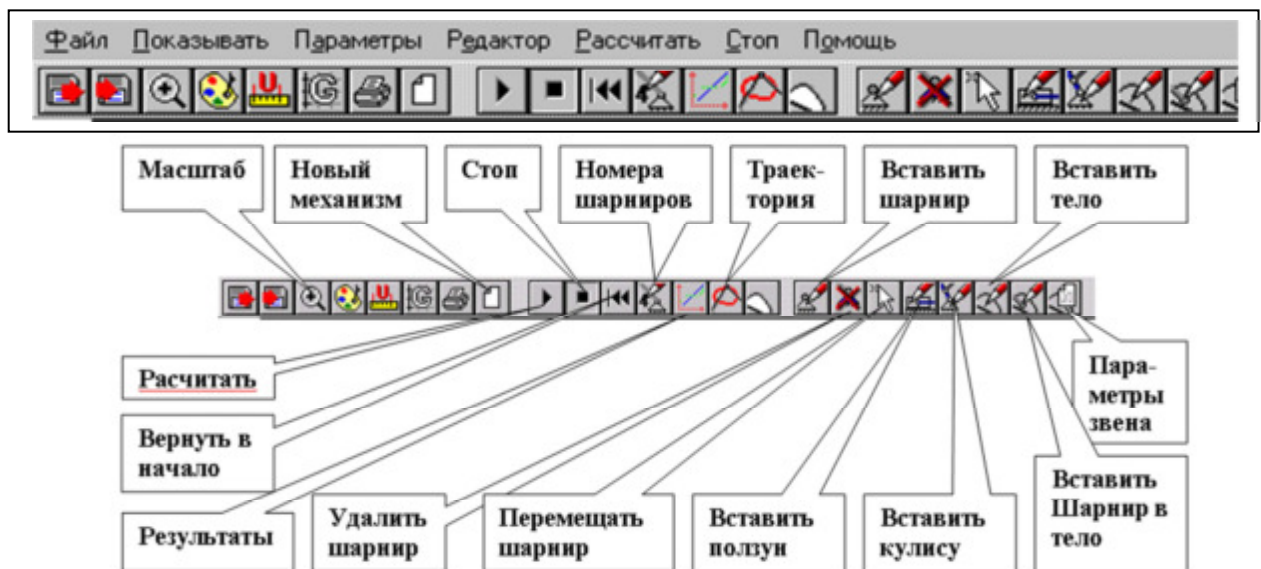 Файл Показывать Параметры Редактор Рассчитать Стоп Помощь
Масштаб
Новый
механизм
Стоп
Номера
шарниров
Траек-
тория
Вставить
шарнир
Вставить
тело
Расчитать
Вернуть в
начало
Результаты
Удалить
шарнир
Перемещать
шарнир
Вставить
ползун
Вставить
кулису
Пара-
метры
звена
Вставить
Шарнир в
тело